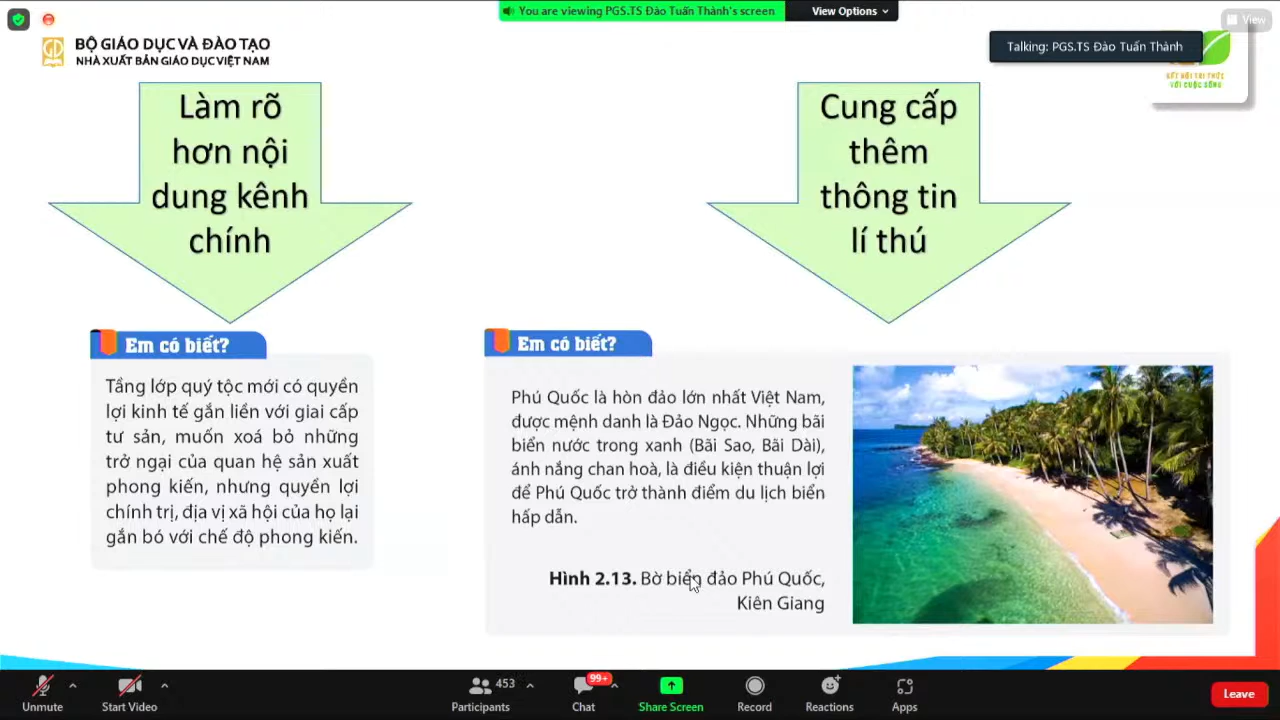 You are viewing PGS.TS Đào Tuấn Thành's screen
View Options
View
BỘ GIÁO DỤC VÀ ĐÀO TẠO
NHÀ XUẤT BẢN GIÁO DỤC VIỆT NAM
Talking: PGS.TS Đào Tuấn Thành
KẾT NỐI TRI THỨC
VỚI CUỘC SỐNG
Làm rõ
hơn nội
dung kênh
chính
Cung cấp
thêm
thông tin
lí thú
Em có biết?
Tầng lớp quý tộc mới có quyền
lợi kinh tế gắn liền với giai cấp
tư sản, muốn xoá bỏ những
trở ngại của quan hệ sản xuất
phong kiến, nhưng quyền lợi
chính trị, địa vị xã hội của họ lại
gắn bó với chế độ phong kiến.
Em có biết?
Phú Quốc là hòn đảo lớn nhất Việt Nam,
được mệnh danh là Đảo Ngọc. Những bãi
biển nước trong xanh (Bãi Sao, Bãi Dài),
ánh nắng chan hoà, là điều kiện thuận lợi
để Phú Quốc trở thành điểm du lịch biển
hấp dẫn.
Hình 2.13. Bờ biển đảo Phú Quốc,
Kiên Giang
Unmute
Start Video
453
Participants
99+
Chat
Share Screen
Record
Reactions
Apps
Leave